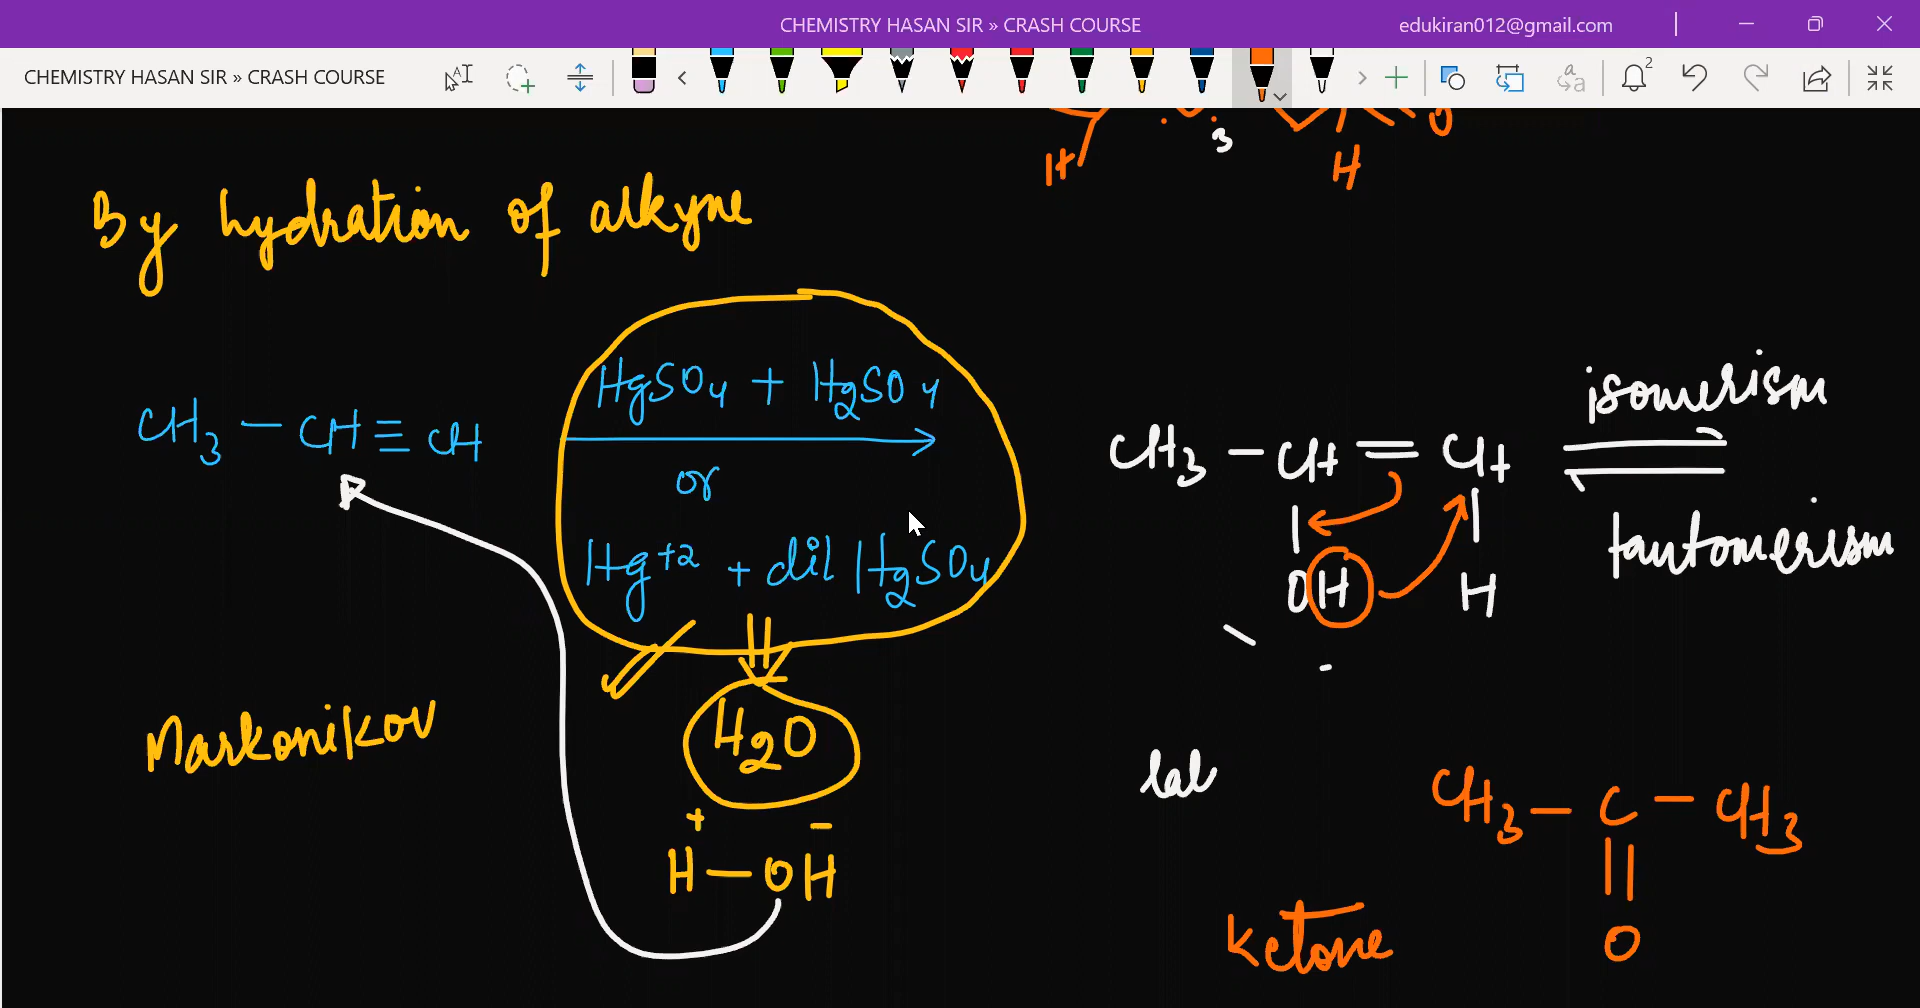 CHEMISTRY HASAN SIR » CRASH COURSE
edukiran012@gmail.com
CHEMISTRY HASAN SIR » CRASH COURSE
2
H 3 H O
By hydration of alkyne
CH3 — CH ≡ CH
HgSO4 + H2SO4
or
Hg+2 + dil H2SO4
H2O
+ −
H — OH
Markonikov
CH3 — CH = CH
OH H
isomerism
tautomerism
CH3 — C — CH3
O
ketone